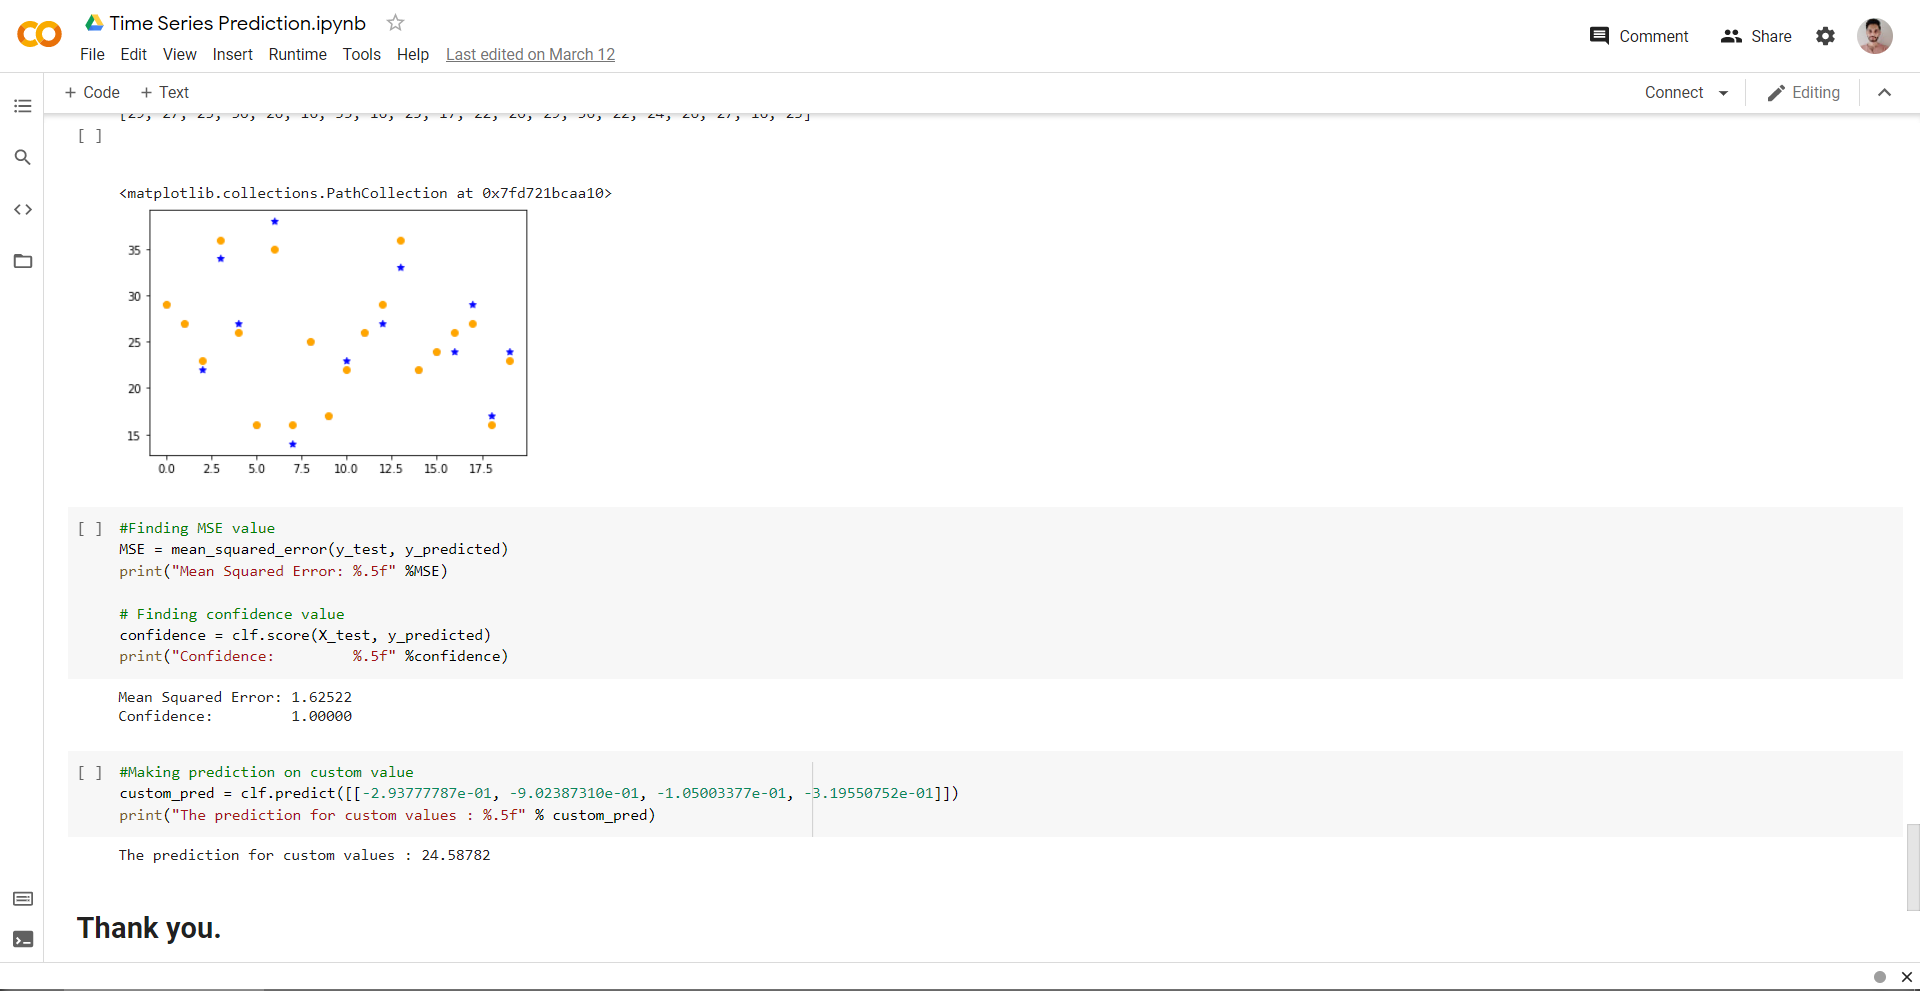 Time Series Prediction.ipynb
File Edit View Insert Runtime Tools Help Last edited on March 12
Comment Share
+ Code + Text
Connect Editing
[ ]
<matplotlib.collections.PathCollection at 0x7fd721bcaa10>
35
30
25
20
15
0.0 2.5 5.0 7.5 10.0 12.5 15.0 17.5
[ ] #Finding MSE value
MSE = mean_squared_error(y_test, y_predicted)
print("Mean Squared Error: %.5f" %MSE)
# Finding confidence value
confidence = clf.score(X_test, y_predicted)
print("Confidence:         %.5f" %confidence)
Mean Squared Error: 1.62522
Confidence:         1.00000
[ ] #Making prediction on custom value
custom_pred = clf.predict([[-2.93777787e-01, -9.02387310e-01, -1.05003377e-01, -3.19550752e-01]])
print("The prediction for custom values : %.5f" % custom_pred)
The prediction for custom values : 24.58782
Thank you.